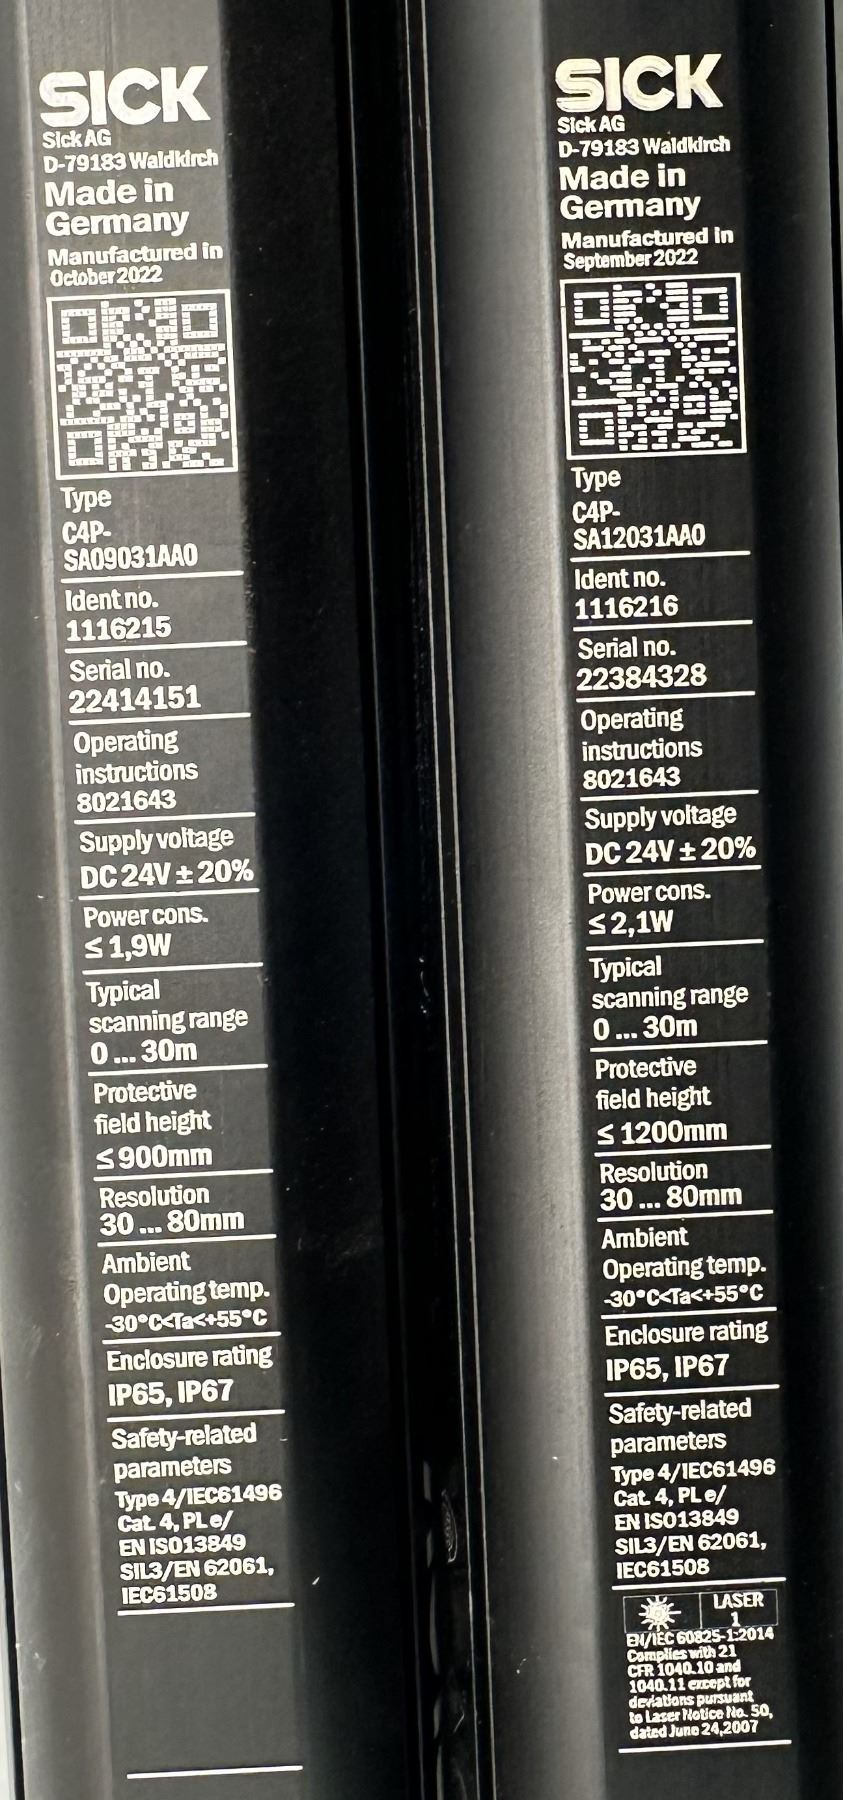 SICK
Sick AG
D-79183 Waldkirch
Made in
Germany
Manufactured in
October 2022
Type
C4P-
SA09031AA0
Ident no.
1116215
Serial no.
22414151
Operating
instructions
8021643
Supply voltage
DC 24V ± 20%
Power cons.
≤ 1,9W
Typical
scanning range
0 ... 30m
Protective
field height
≤ 900mm
Resolution
30 ... 80mm
Ambient
Operating temp.
-30°C<Ta<+55°C
Enclosure rating
IP65, IP67
Safety-related
parameters
Type 4/IEC61496
Cat. 4, PL e/
EN ISO13849
SIL3/EN 62061,
IEC61508
SICK
Sick AG
D-79183 Waldkirch
Made in
Germany
Manufactured in
September 2022
Type
C4P-
SA12031AA0
Ident no.
1116216
Serial no.
22384328
Operating
instructions
8021643
Supply voltage
DC 24V ± 20%
Power cons.
≤ 2,1W
Typical
scanning range
0 ... 30m
Protective
field height
≤ 1200mm
Resolution
30 ... 80mm
Ambient
Operating temp.
-30°C<Ta<+55°C
Enclosure rating
IP65, IP67
Safety-related
parameters
Type 4/IEC61496
Cat. 4, PL e/
EN ISO13849
SIL3/EN 62061,
IEC61508
LASER
1
EN/IEC 60825-1:2014
Complies with 21
CFR 1040.10 and
1040.11 except for
deviations pursuant
to Laser Notice No. 50,
dated June 24,2007